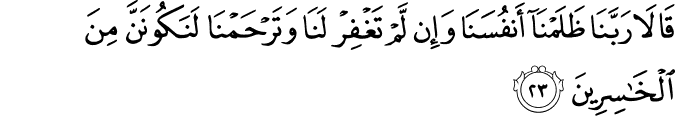 قَالَا رَبَّنَا ظَلَمْنَآ أَنفُسَنَا وَإِن لَّمْ تَغْفِرْ لَنَا وَتَرْحَمْنَا لَنَكُونَنَّ مِنَ
ٱلْخَٰسِرِينَ ٢٣